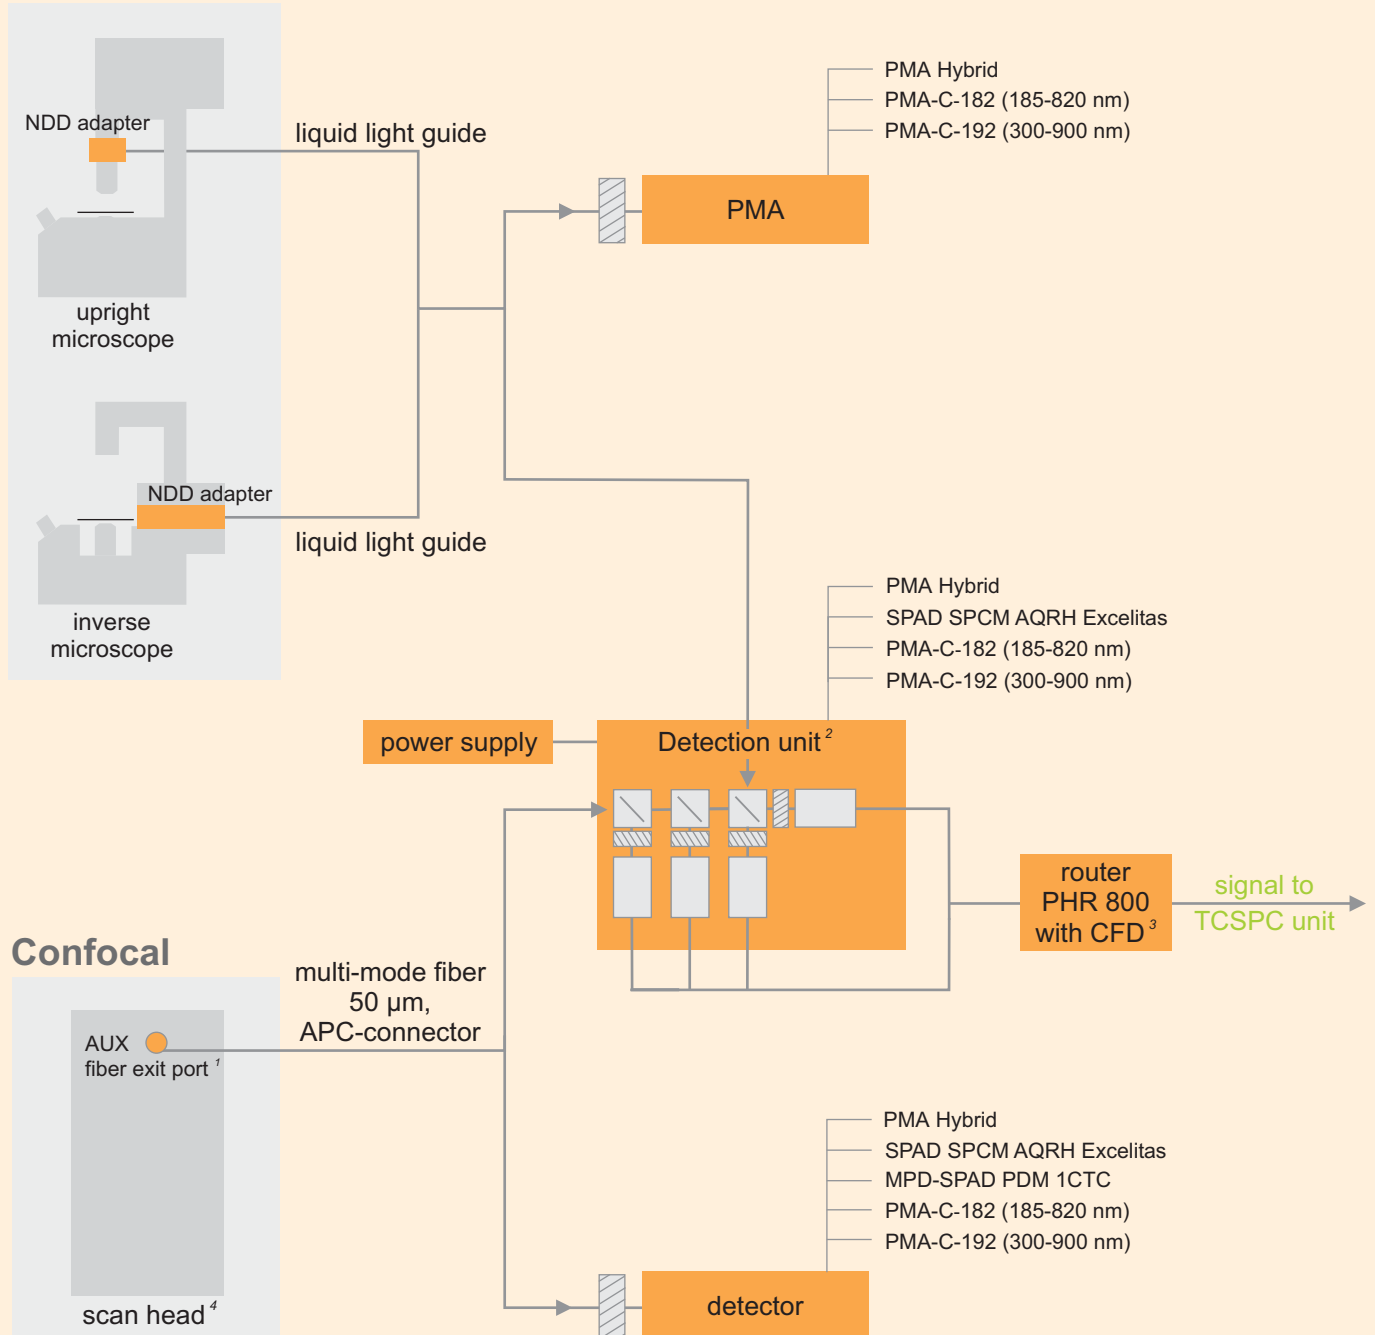 NDD adapter
liquid light guide
upright
microscope
PMA Hybrid
PMA-C-182 (185-820 nm)
PMA-C-192 (300-900 nm)
PMA
NDD adapter
liquid light guide
inverse
microscope
PMA Hybrid
SPAD SPCM AQRH Excelitas
PMA-C-182 (185-820 nm)
PMA-C-192 (300-900 nm)
power supply
Detection unit 2
router
PHR 800
with CFD 3
signal to
TCSPC unit
Confocal
multi-mode fiber
50 µm,
APC-connector
AUX
fiber exit port 1
scan head 4
PMA Hybrid
SPAD SPCM AQRH Excelitas
MPD-SPAD PDM 1CTC
PMA-C-182 (185-820 nm)
PMA-C-192 (300-900 nm)
detector